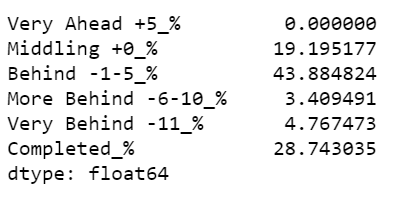 Very Ahead +5_% 0.000000
Middling +0_% 19.195177
Behind -1-5_% 43.884824
More Behind -6-10_% 3.409491
Very Behind -11_% 4.767473
Completed_% 28.743035
dtype: float64